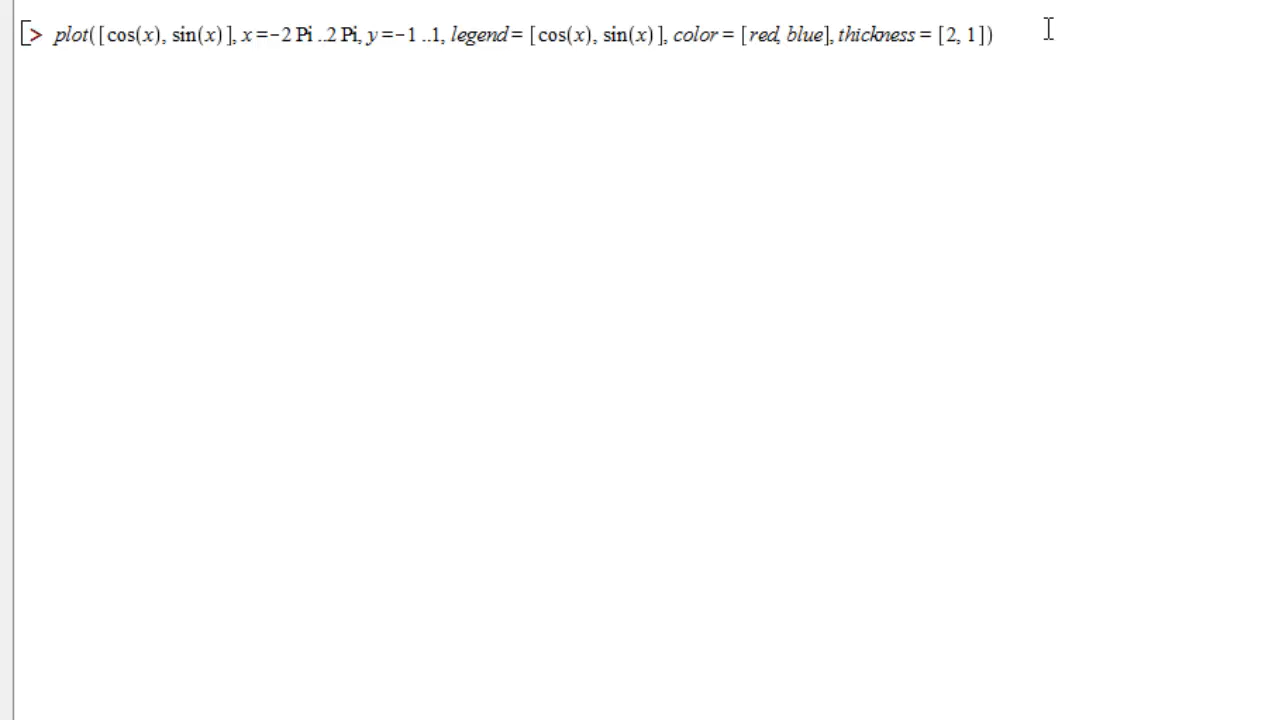 [> plot([cos(x), sin(x)], x=−2 Pi ..2 Pi, y=−1 ..1, legend = [cos(x), sin(x)], color = [red, blue], thickness = [2, 1])